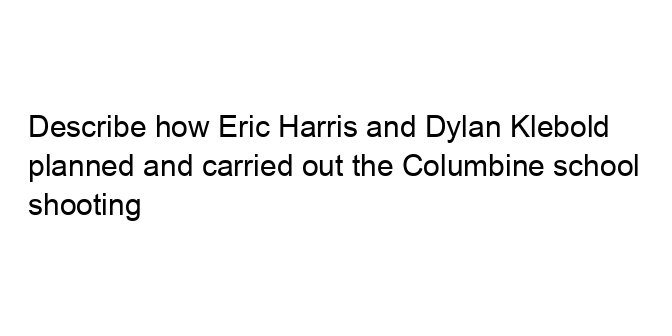 Describe how Eric Harris and Dylan Klebold
planned and carried out the Columbine school
shooting